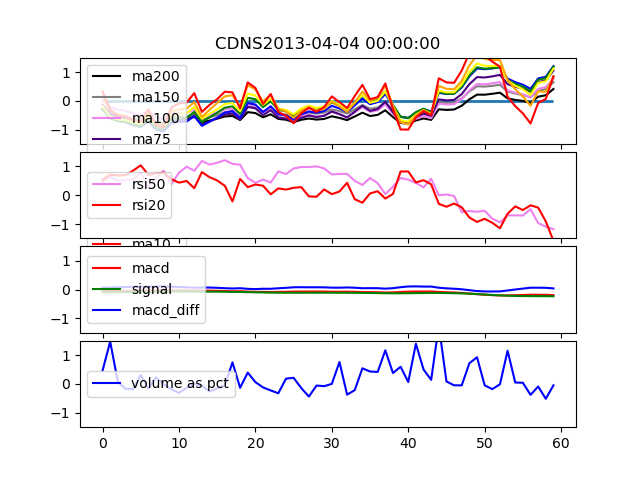 CDNS2013-04-04 00:00:00
1
0
−1
ma200
ma150
ma100
ma75
1
0
−1
rsi50
rsi20
ma10
1
0
−1
macd
signal
macd_diff
1
0
−1
volume as pct
0 10 20 30 40 50 60